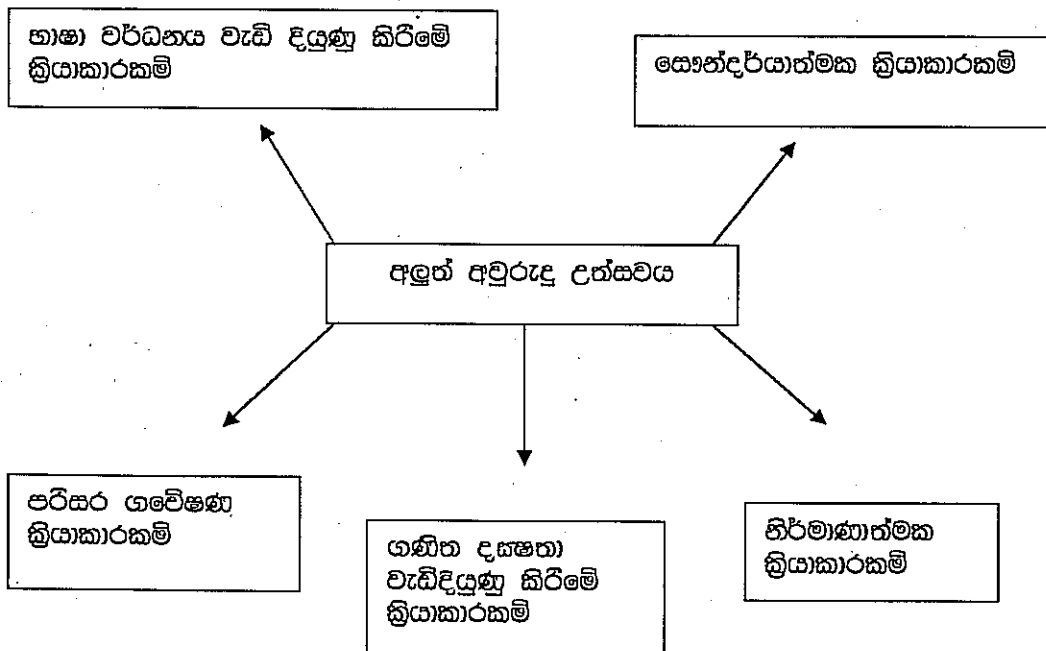 භාෂා වර්ධනය වැඩි දියුණු කිරීමේ
ක්‍රියාකාරකම්
සෞන්දර්යාත්මක ක්‍රියාකාරකම්
අලුත් අවුරුදු උත්සවය
පරිසර ගවේෂණ
ක්‍රියාකාරකම්
ගණිත දක්‍ෂතා
වැඩිදියුණු කිරීමේ
ක්‍රියාකාරකම්
නිර්මාණාත්මක
ක්‍රියාකාරකම්